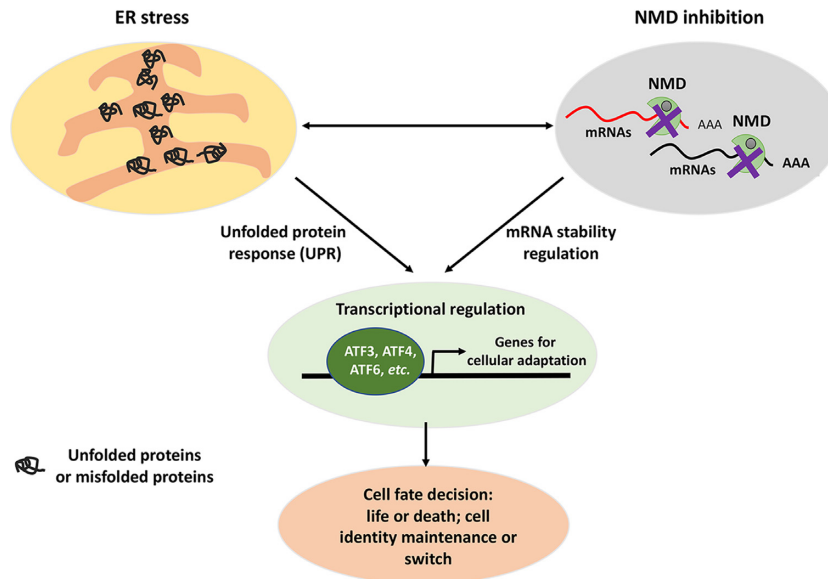 ER stress
NMD inhibition
NMD
mRNAs
AAA
NMD
mRNAs
AAA
Unfolded protein
response (UPR)
mRNA stability
regulation
Transcriptional regulation
ATF3, ATF4,
ATF6, etc.
Genes for
cellular adaptation
Unfolded proteins
or misfolded proteins
Cell fate decision:
life or death; cell
identity maintenance or
switch